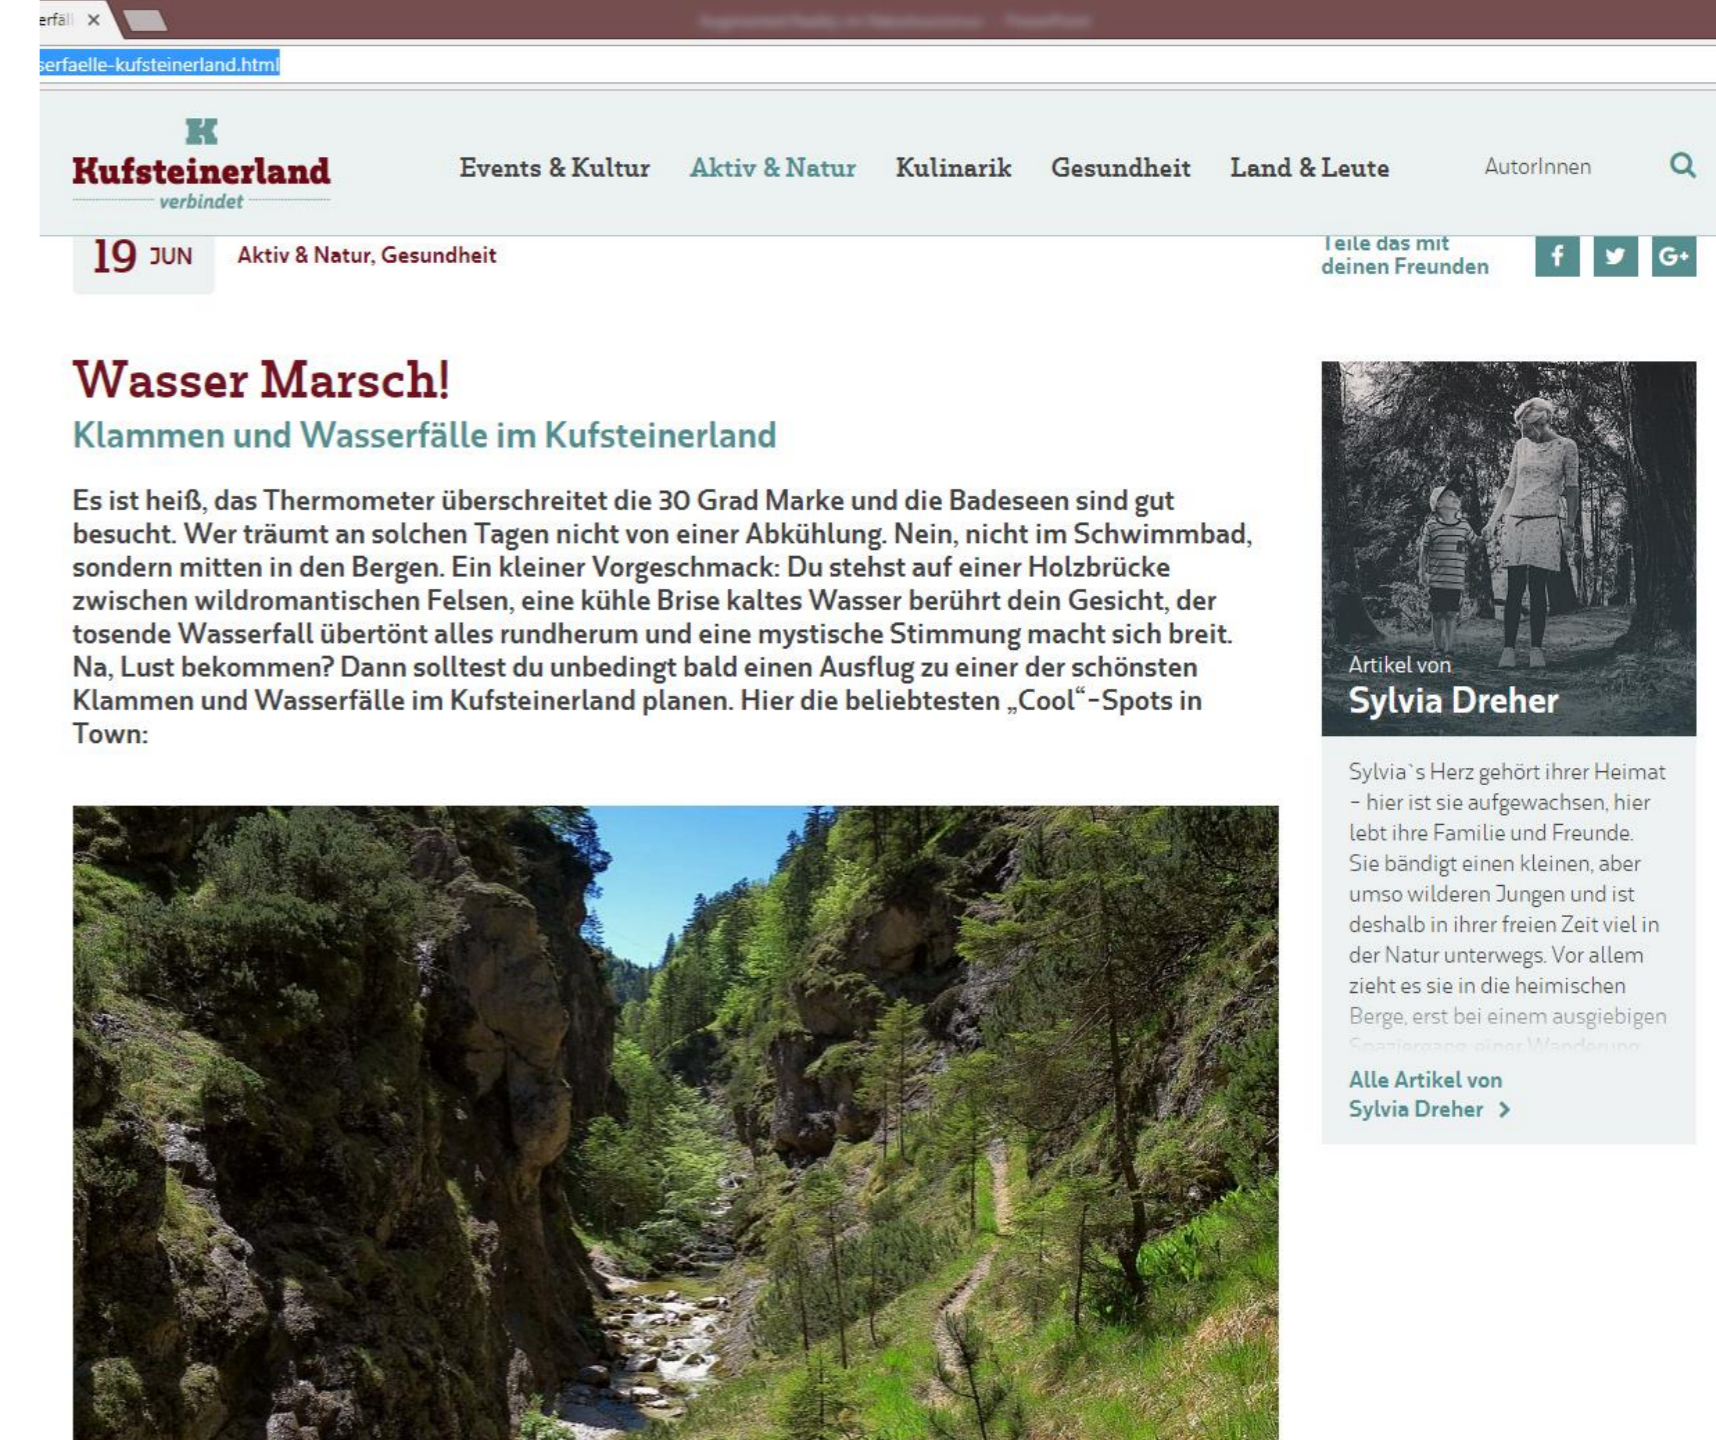 erfäll
serfaelle-kufsteinerland.html
K
Kufsteinerland
verbindet
Events & Kultur
Aktiv & Natur
Kulinarik
Gesundheit
Land & Leute
AutorInnen
19 JUN
Aktiv & Natur, Gesundheit
Teile das mit
deinen Freunden
f
G+
Wasser Marsch!
Klammen und Wasserfälle im Kufsteinerland
Es ist heiß, das Thermometer überschreitet die 30 Grad Marke und die Badeseen sind gut
besucht. Wer träumt an solchen Tagen nicht von einer Abkühlung. Nein, nicht im Schwimmbad,
sondern mitten in den Bergen. Ein kleiner Vorgeschmack: Du stehst auf einer Holzbrücke
zwischen wildromantischen Felsen, eine kühle Brise kaltes Wasser berührt dein Gesicht, der
tosende Wasserfall übertönt alles rundherum und eine mystische Stimmung macht sich breit.
Na, Lust bekommen? Dann solltest du unbedingt bald einen Ausflug zu einer der schönsten
Klammen und Wasserfälle im Kufsteinerland planen. Hier die beliebtesten „Cool“-Spots in
Town:
Artikel von
Sylvia Dreher
Sylvia`s Herz gehört ihrer Heimat
– hier ist sie aufgewachsen, hier
lebt ihre Familie und Freunde.
Sie bändigt einen kleinen, aber
umso wilderen Jungen und ist
deshalb in ihrer freien Zeit viel in
der Natur unterwegs. Vor allem
zieht es sie in die heimischen
Berge, erst bei einem ausgiebigen
Spaziergang, einer Wanderung
Alle Artikel von
Sylvia Dreher